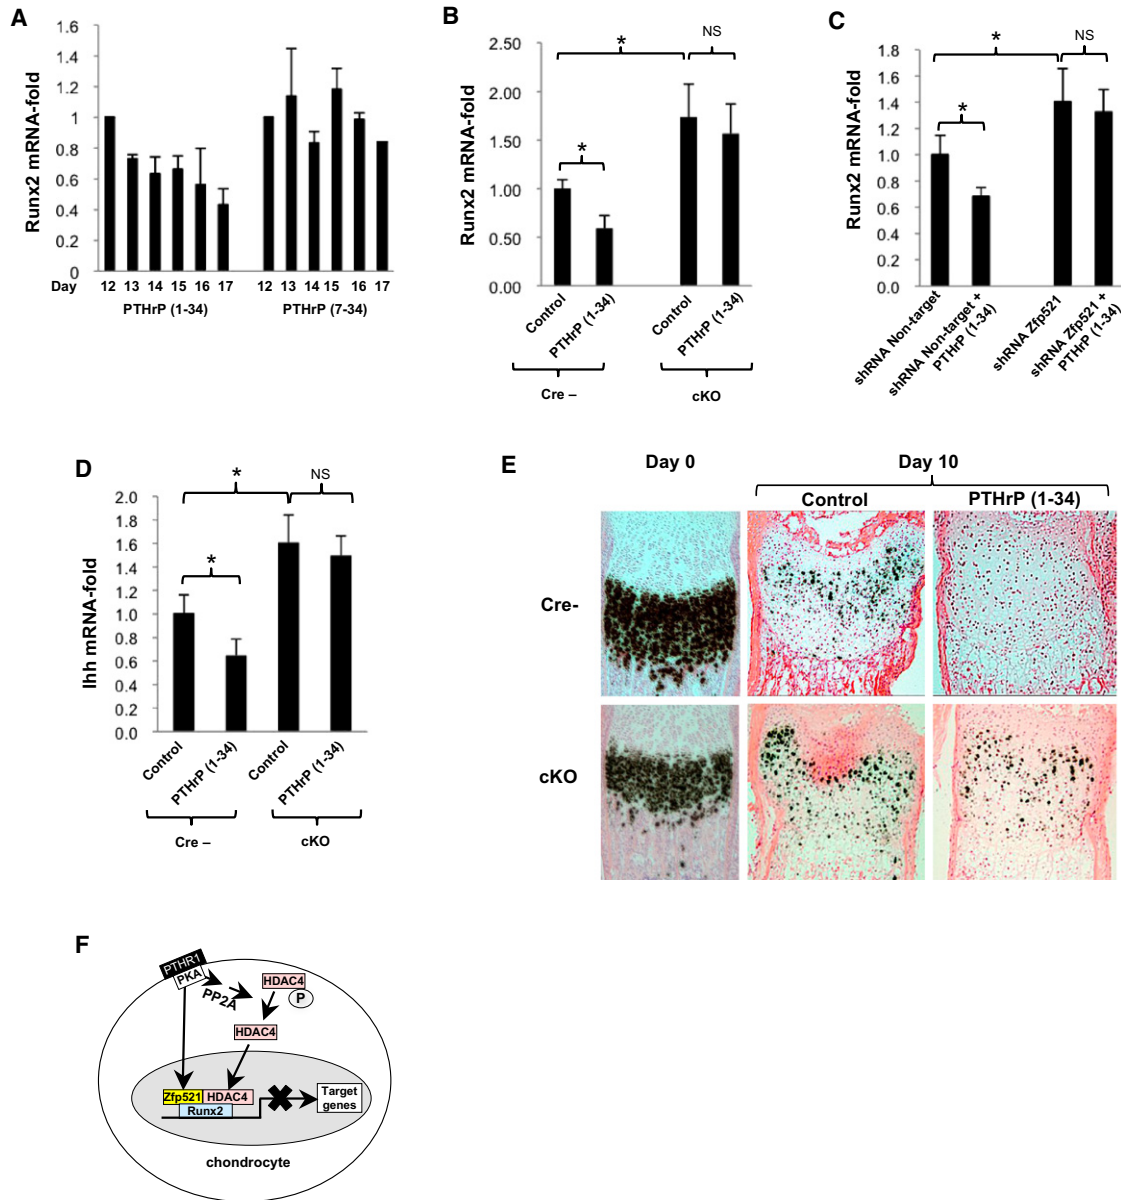 A
Runx2 mRNA-fold
1.6
1.4
1.2
1
0.8
0.6
0.4
0.2
0
Day 12 13 14 15 16 17 12 13 14 15 16 17
PTHrP (1-34) PTHrP (7-34)
B
Runx2 mRNA-fold
2.50
2.00
1.50
1.00
0.50
0.00
* * NS
Control
PTHrP (1-34)
Control
PTHrP (1-34)
Cre – cKO
C
Runx2 mRNA-fold
1.8
1.6
1.4
1.2
1.0
0.8
0.6
0.4
0.2
0.0
* * NS
shRNA Non-target
shRNA Non-target +
PTHrP (1-34)
shRNA Zfp521
shRNA Zfp521 +
PTHrP (1-34)
D
Ihh mRNA-fold
2.0
1.8
1.6
1.4
1.2
1.0
0.8
0.6
0.4
0.2
0.0
* * NS
Control
PTHrP (1-34)
Control
PTHrP (1-34)
Cre – cKO
E
Day 0 Day 10
Control PTHrP (1-34)
Cre-
cKO
F
PTHR1
PKA
PP2A
HDAC4
P
HDAC4
Zfp521 HDAC4
Runx2
Target
genes
chondrocyte